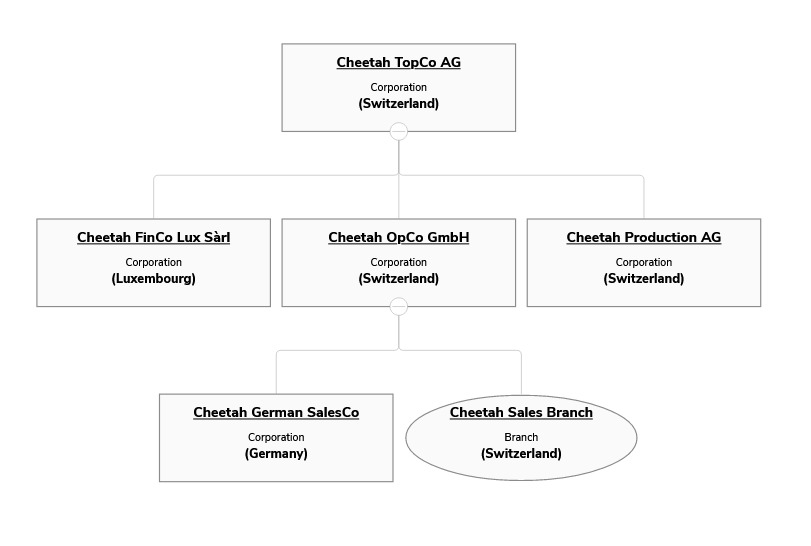 Cheetah TopCo AG
Corporation
(Switzerland)
Cheetah FinCo Lux Sàrl
Corporation
(Luxembourg)
Cheetah OpCo GmbH
Corporation
(Switzerland)
Cheetah Production AG
Corporation
(Switzerland)
Cheetah German SalesCo
Corporation
(Germany)
Cheetah Sales Branch
Branch
(Switzerland)